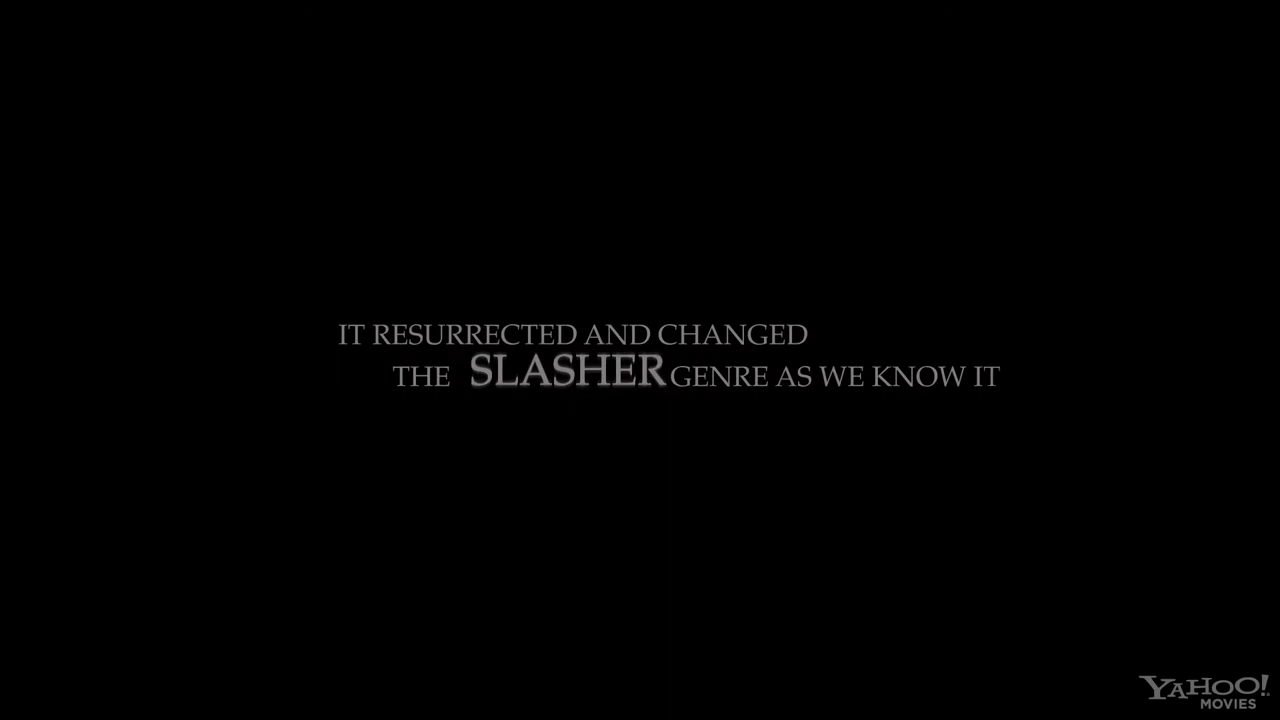 IT RESURRECTED AND CHANGED
THE SLASHER GENRE AS WE KNOW IT
YAHOO!
MOVIES